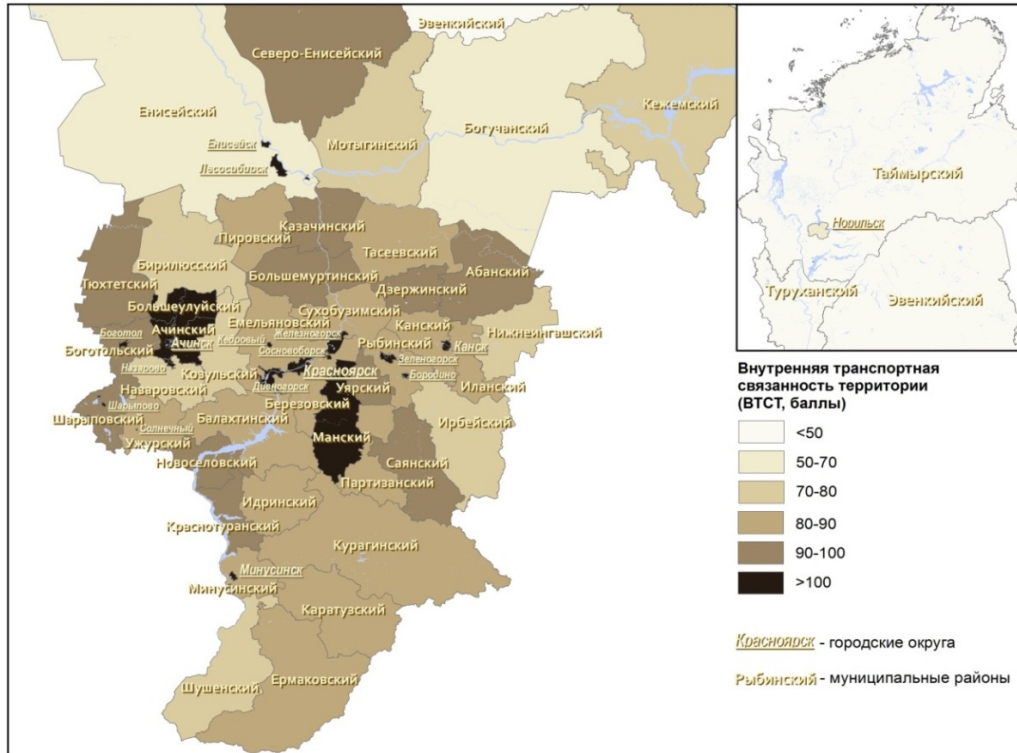 Эвенкийский
Северо-Енисейский
Енисейский
Кежемский
Богучанский
Мотыгинский
Енисейск
Лесосибирск
Казачинский
Пировский
Тасеевский
Бирилюсский
Абанский
Большемуртинский
Тюхтетский
Дзержинский
Большеулуйский
Сухобузимский
Емельяновский
Канский
Нижнеингашский
Ачинский
Железногорск
Боготол
Кедровый
Рыбинский
Ачинск
Канск
Сосновоборск
Боготольский
Зеленогорск
Назарово
Козульский
Красноярск
Бородино
Назаровский
Дивногорск
Уярский
Иланский
Шарыпово
Березовский
Шарыповский
Балахтинский
Ирбейский
Солнечный
Ужурский
Манский
Новоселовский
Саянский
Партизанский
Идринский
Краснотуранский
Курагинский
Минусинск
Минусинский
Каратузский
Ермаковский
Шушенский
Таймырский
Норильск
Туруханский
Эвенкийский
Внутренняя транспортная
связанность территории
(ВТСТ, баллы)
<50
50-70
70-80
80-90
90-100
>100
Красноярск - городские округа
Рыбинский - муниципальные районы